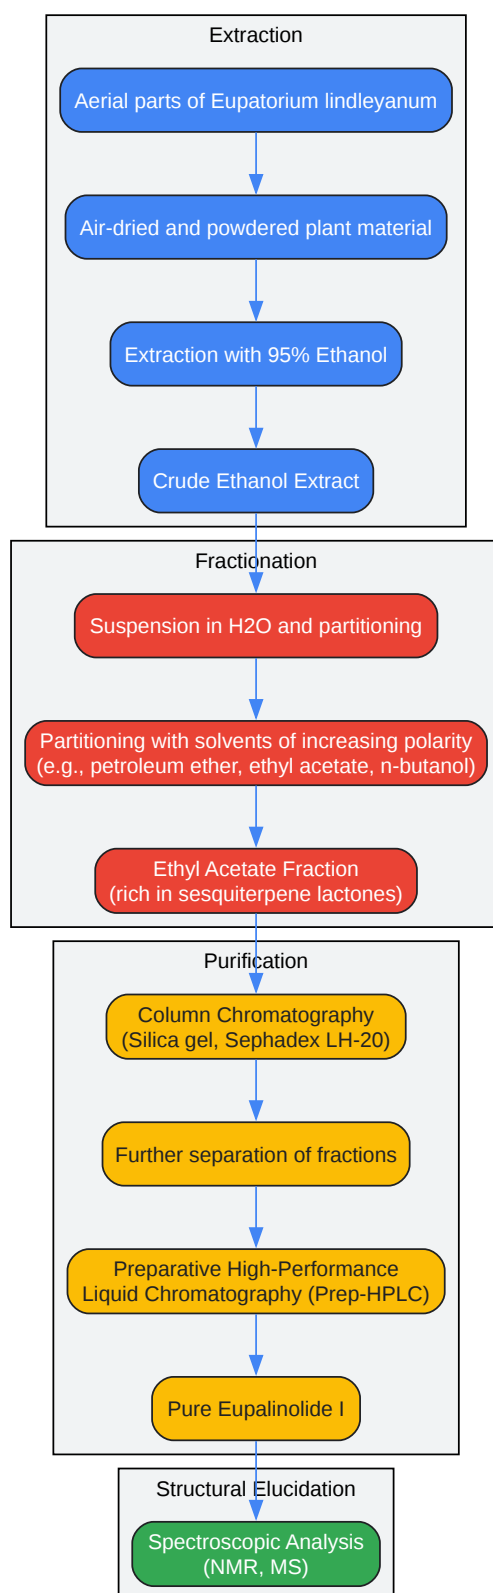 Extraction
Aerial parts of Eupatorium lindleyanum
Air-dried and powdered plant material
Extraction with 95% Ethanol
Crude Ethanol Extract
Fractionation
Suspension in H2O and partitioning
Partitioning with solvents of increasing polarity
(e.g., petroleum ether, ethyl acetate, n-butanol)
Ethyl Acetate Fraction
(rich in sesquiterpene lactones)
Purification
Column Chromatography
(Silica gel, Sephadex LH-20)
Further separation of fractions
Preparative High-Performance
Liquid Chromatography (Prep-HPLC)
Pure Eupalinolide I
Structural Elucidation
Spectroscopic Analysis
(NMR, MS)